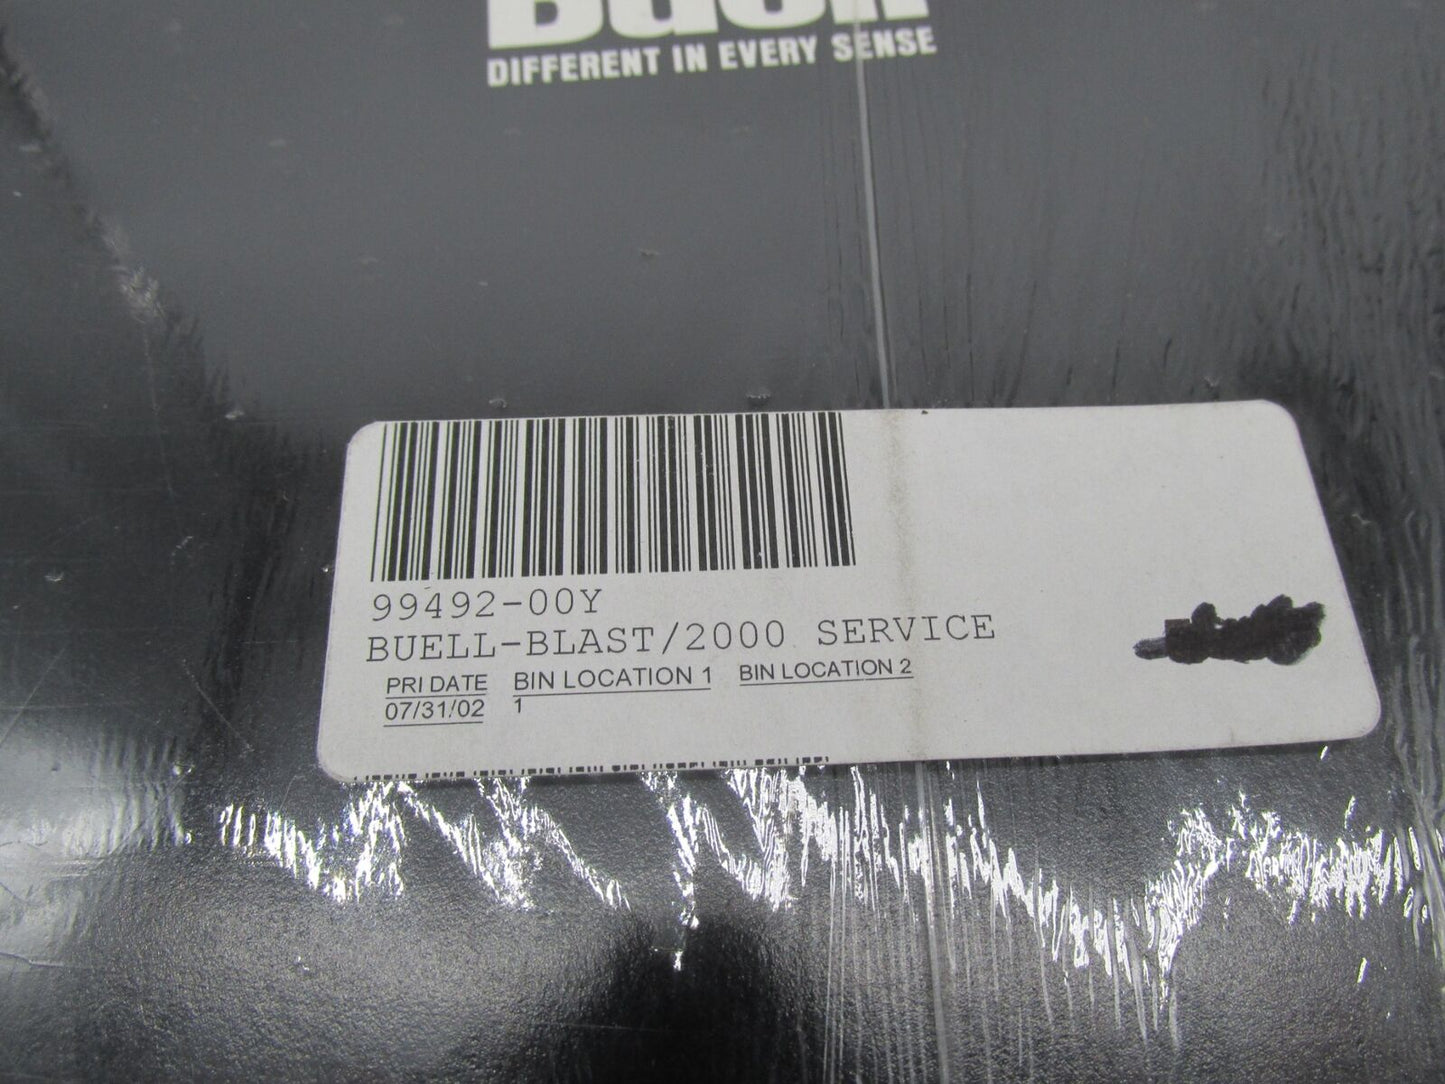 Buell
DIFFERENT IN EVERY SENSE
99492-00Y
BUELL-BLAST/2000 SERVICE
PRI DATE BIN LOCATION 1 BIN LOCATION 2
07/31/02 1